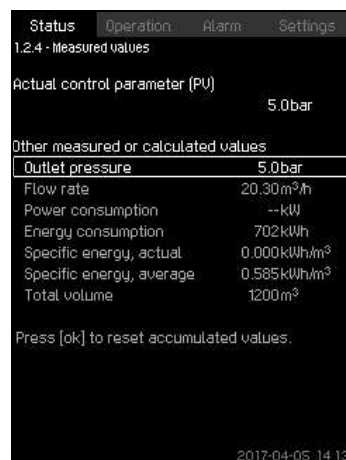 Status Operation Alarm Settings
1.2.4 - Measured values
Actual control parameter (PV)
5.0bar
Other measured or calculated values
Outlet pressure 5.0bar
Flow rate 20.30m³/h
Power consumption --kW
Energy consumption 702kWh
Specific energy, actual 0.000kWh/m³
Specific energy, average 0.585kWh/m³
Total volume 1200m³
Press [ok] to reset accumulated values.
2017-04-05 14:13